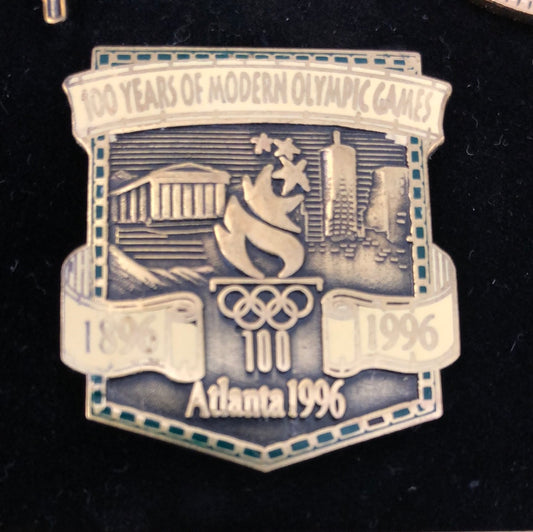 100 YEARS OF MODERN OLYMPIC GAMES
1896
1996
100
Atlanta 1996